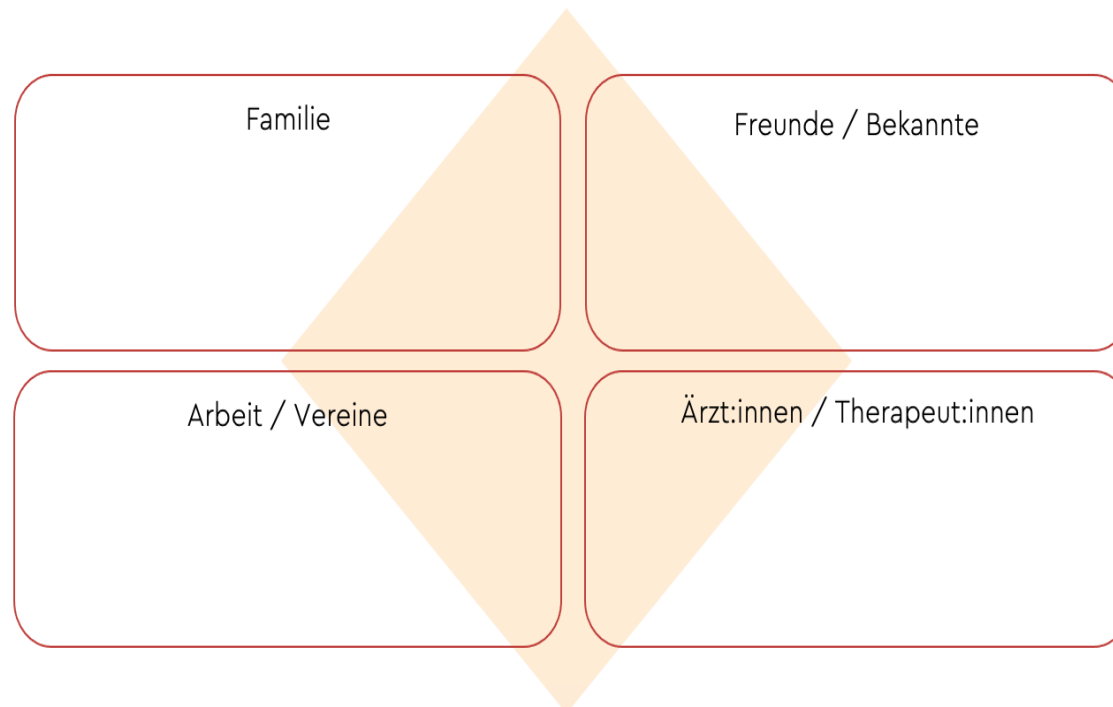 Familie
Freunde / Bekannte
Arbeit / Vereine
Ärzt:innen / Therapeut:innen